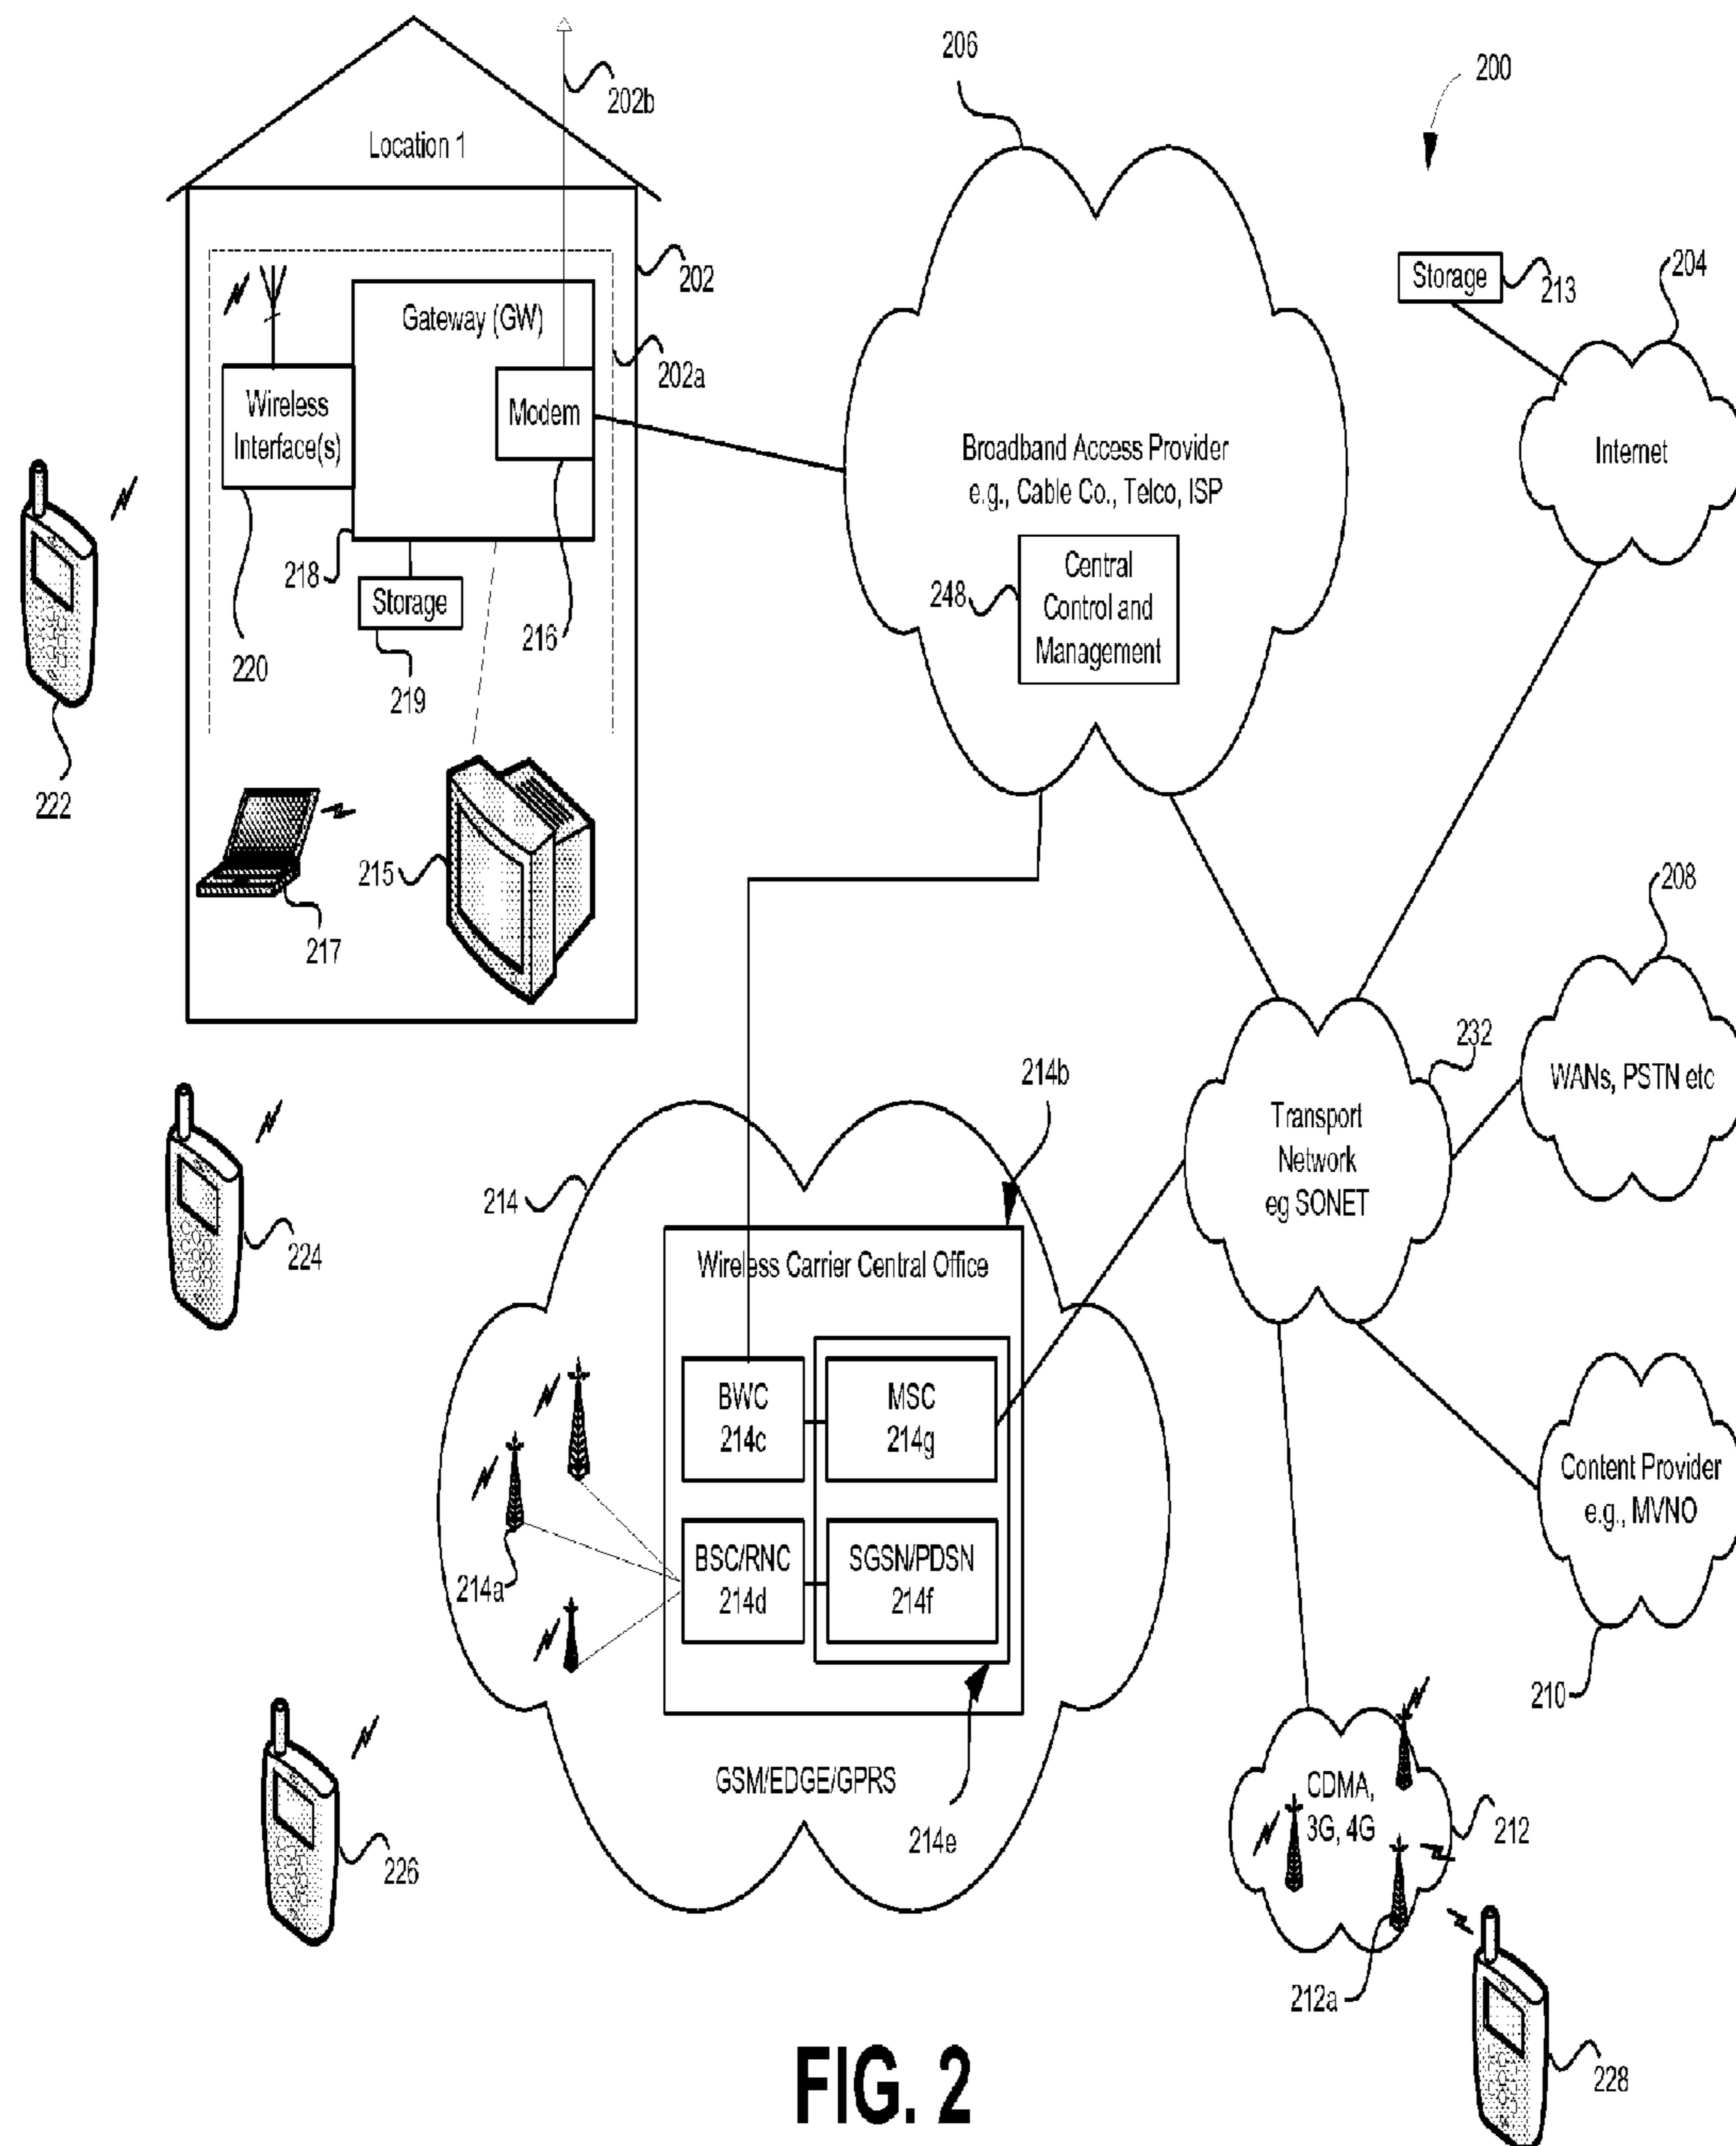 206
200
202b
Location 1
202
204
Storage
213
Gateway (GW)
202a
Wireless
Interface(s)
Modem
Broadband Access Provider
e.g., Cable Co., Telco, ISP
Internet
218
Storage
216
248
Central
Control and
Management
220
219
222
215
217
208
232
WANs, PSTN etc
214b
Transport
Network
eg SONET
214
224
Wireless Carrier Central Office
BWC
214c
MSC
214g
Content Provider
e.g., MVNO
BSC/RNC
214d
SGSN/PDSN
214f
214a
210
GSM/EDGE/GPRS
CDMA,
3G, 4G
212
214e
226
212a
228
FIG. 2